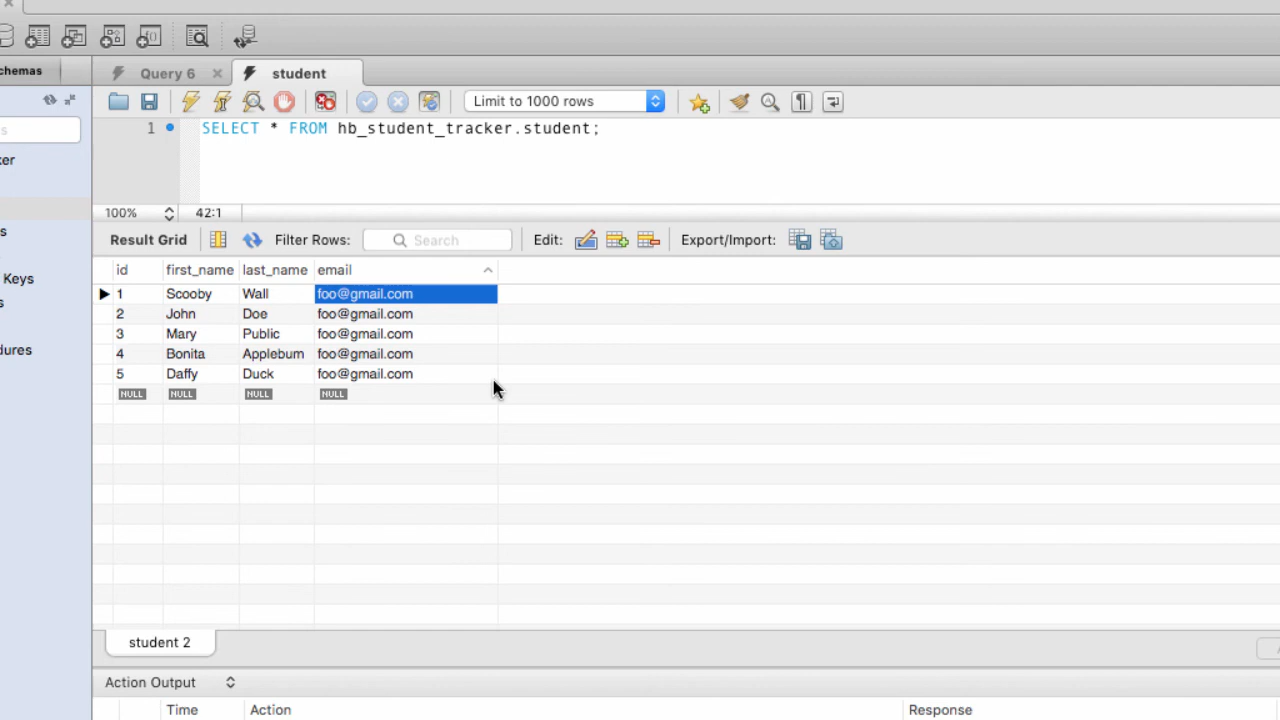 chemas
Query 6
student
Limit to 1000 rows
s
1 SELECT * FROM hb_student_tracker.student;
ker
100% 42:1
s
Result Grid Filter Rows: Search Edit: Export/Import:
id first_name last_name email
Keys
1 Scooby Wall foo@gmail.com
s
2 John Doe foo@gmail.com
3 Mary Public foo@gmail.com
dures
4 Bonita Applebum foo@gmail.com
5 Daffy Duck foo@gmail.com
NULL NULL NULL NULL
student 2
Action Output
Time Action Response